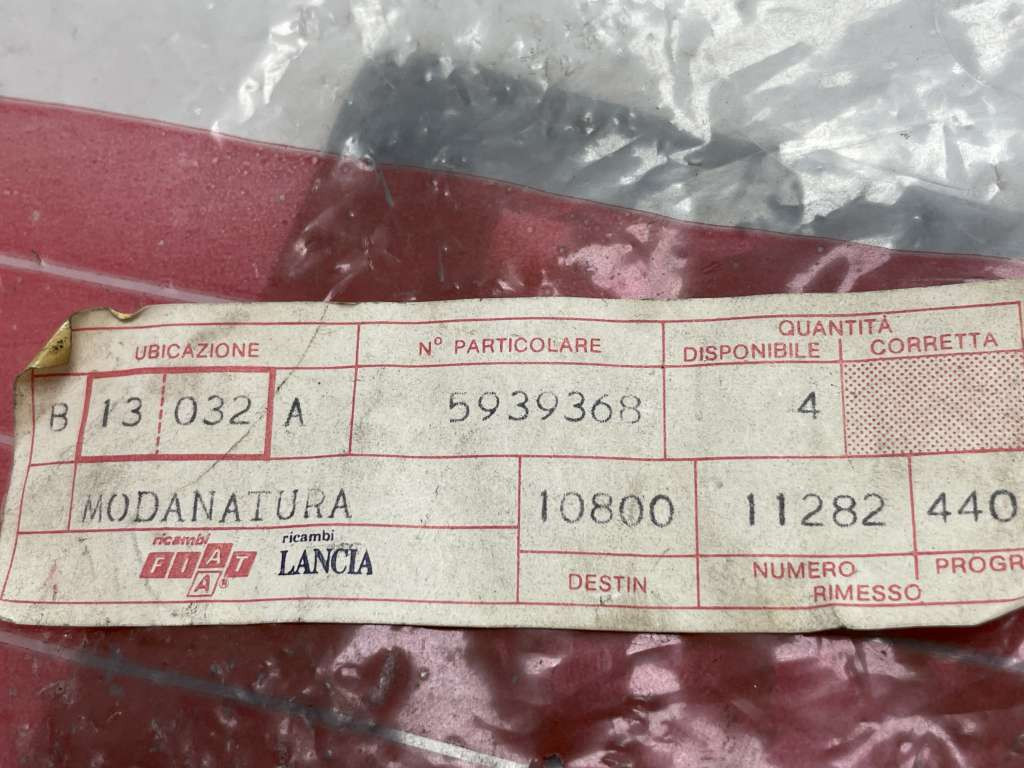 UBICAZIONE
Nº PARTICOLARE
QUANTITÀ
DISPONIBILE CORRETTA
B 13 032 A 5939368 4
MODANATURA 10800 11282 440
ricambi ricambi
FIAT LANCIA
A
DESTIN NUMERO PROGR
RIMESSO